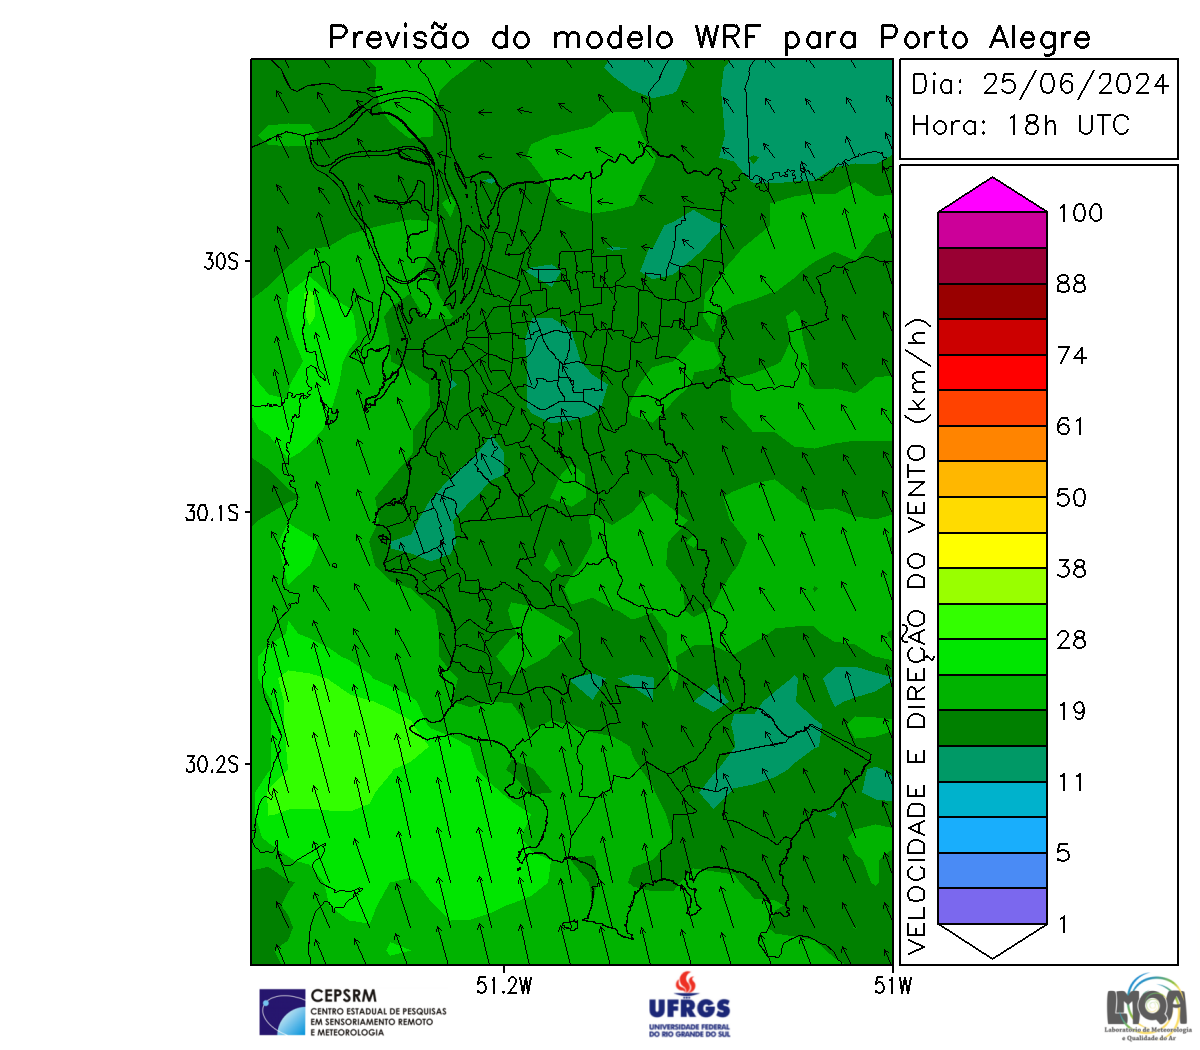 Previsão do modelo WRF para Porto Alegre
Dia: 25/06/2024
Hora: 18h UTC
30S
30.1S
30.2S
51.2W
51W
VELOCIDADE E DIREÇÃO DO VENTO (km/h)
100
88
74
61
50
38
28
19
11
5
1
CEPSRM
CENTRO ESTADUAL DE PESQUISAS
EM SENSORIAMENTO REMOTO
E METEOROLOGIA
UFRGS
UNIVERSIDADE FEDERAL
DO RIO GRANDE DO SUL
LMQA
Laboratório de Meteorologia
e Qualidade do Ar